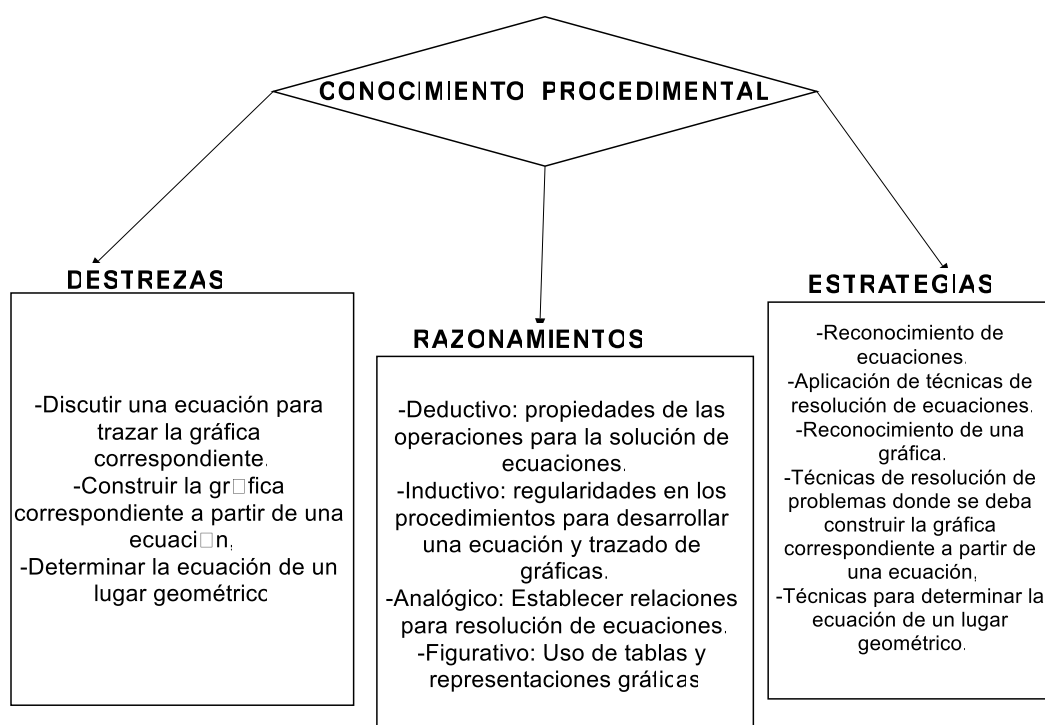 CONOCIMIENTO PROCEDIMENTAL
DESTREZAS
-Discutir una ecuación para
trazar la gráfica
correspondiente.
-Construir la gr□fica
correspondiente a partir de una
ecuaci□n,
-Determinar la ecuación de un
lugar geométrico
RAZONAMIENTOS
-Deductivo: propiedades de las
operaciones para la solución de
ecuaciones.
-Inductivo: regularidades en los
procedimientos para desarrollar
una ecuación y trazado de
gráficas.
-Analógico: Establecer relaciones
para resolución de ecuaciones.
-Figurativo: Uso de tablas y
representaciones gráficas
ESTRATEGIAS
-Reconocimiento de
ecuaciones.
-Aplicación de técnicas de
resolución de ecuaciones.
-Reconocimiento de una
gráfica.
-Técnicas de resolución de
problemas donde se deba
construir la gráfica
correspondiente a partir de
una ecuación,
-Técnicas para determinar la
ecuación de un lugar
geométrico.